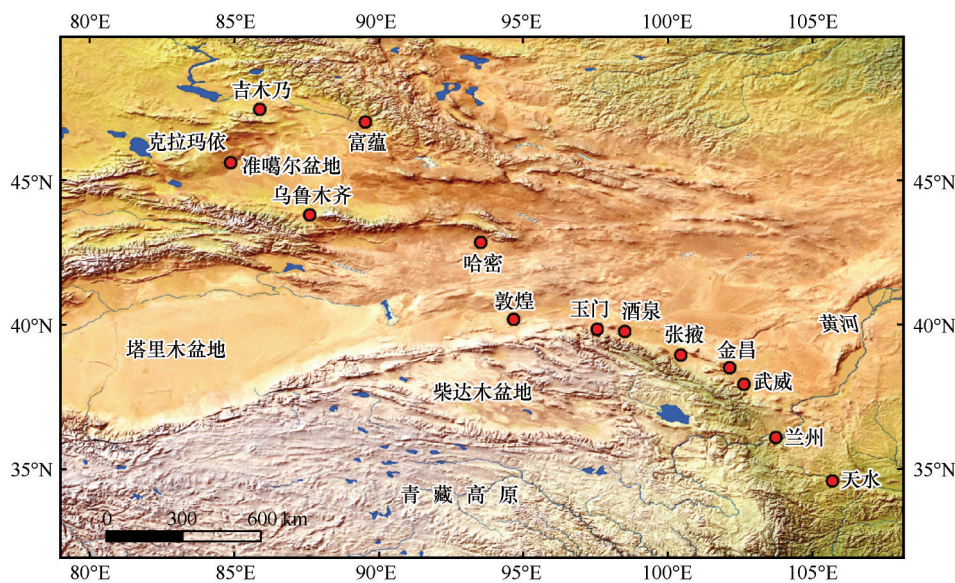 80°E 85°E 90°E 95°E 100°E 105°E
吉木乃
富蕴
克拉玛依
准噶尔盆地
45°N 45°N
乌鲁木齐
哈密
敦煌
玉门
酒泉
黄河
40°N 40°N
张掖
塔里木盆地
金昌
武威
柴达木盆地
兰州
35°N 35°N
天水
青藏高原
0 300 600 km
80°E 85°E 90°E 95°E 100°E 105°E